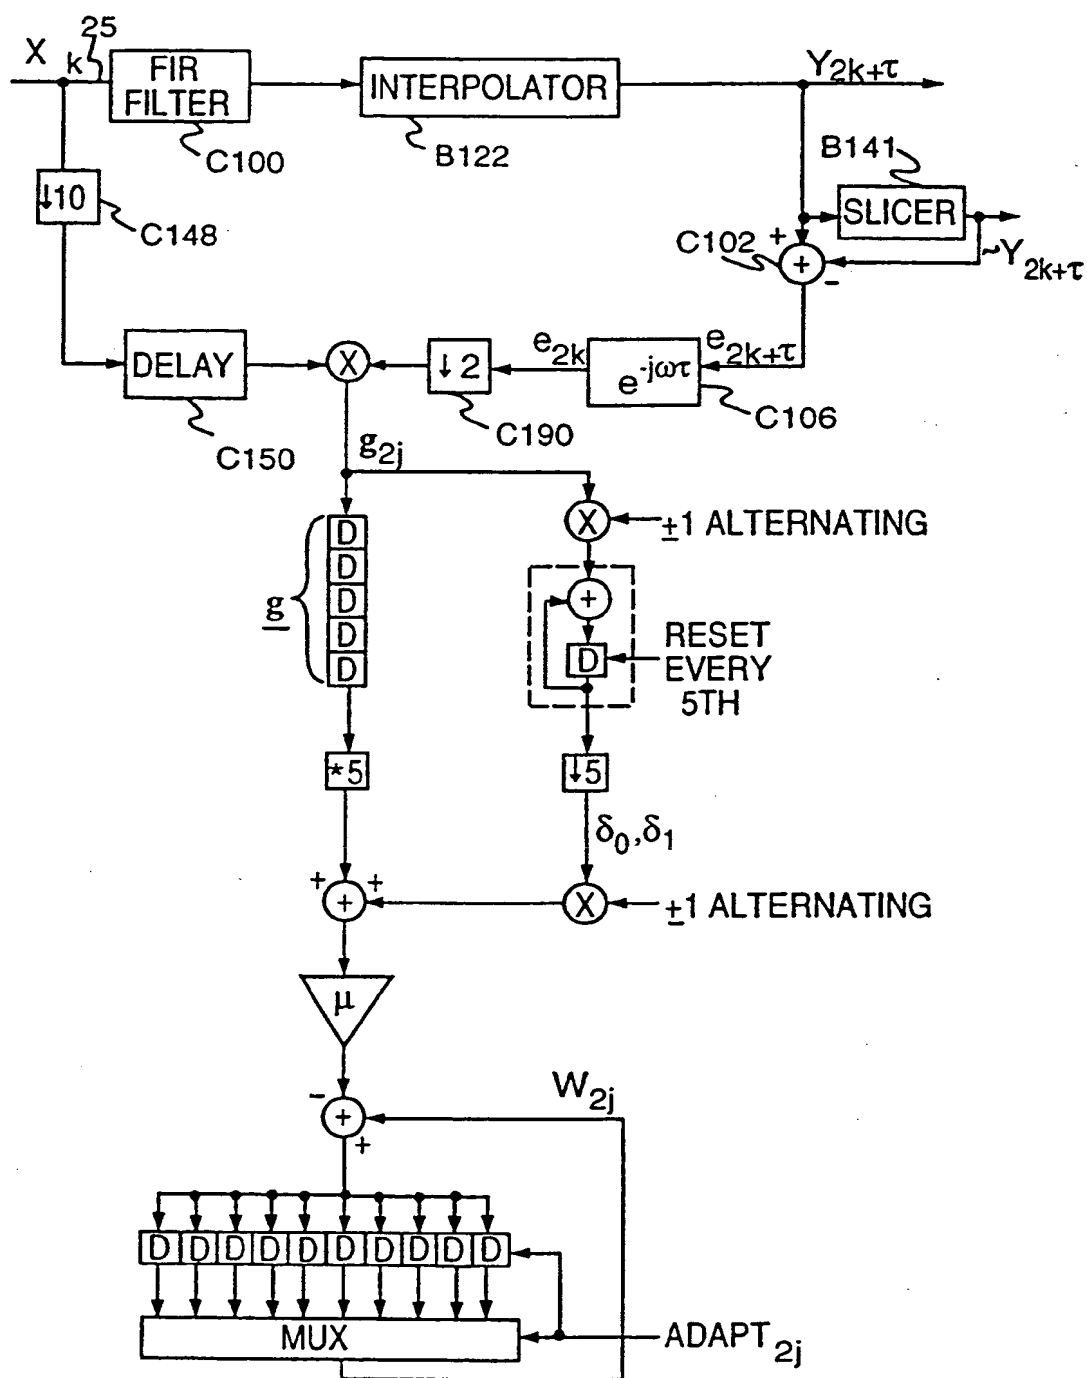 25
X k
FIR FILTER
C100
INTERPOLATOR
B122
Y2k+τ
B141
SLICER
~Y2k+τ
C102
+
+
-
↓10
C148
DELAY
C150
X
↓ 2
C190
e2k
e-jωτ
C106
e2k+τ
g2j
X
±1 ALTERNATING
D
D
D
D
D
g
+
D
RESET
EVERY
5TH
*5
↓5
δ0,δ1
+ +
+
X
±1 ALTERNATING
μ
-
+
+
W2j
D D D D D D D D D D
MUX
ADAPT2j